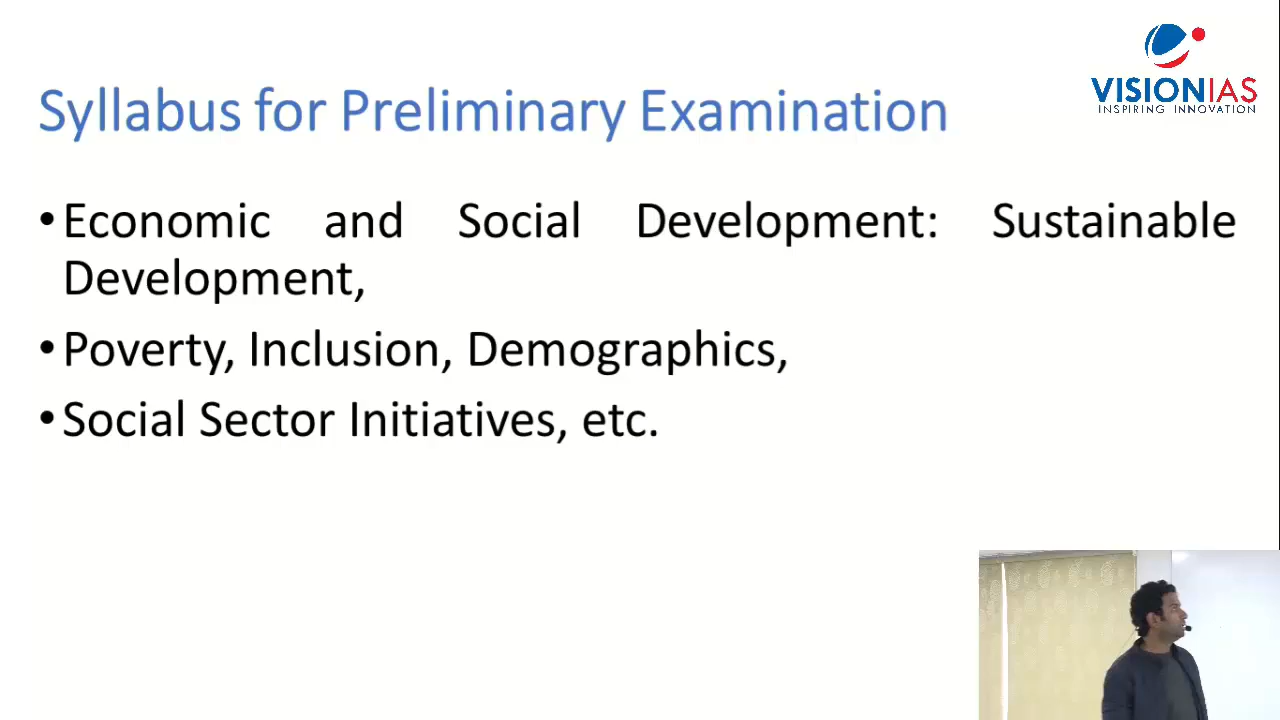 VISIONIAS
INSPIRING INNOVATION
Syllabus for Preliminary Examination
•Economic and Social Development: Sustainable
Development,
•Poverty, Inclusion, Demographics,
•Social Sector Initiatives, etc.